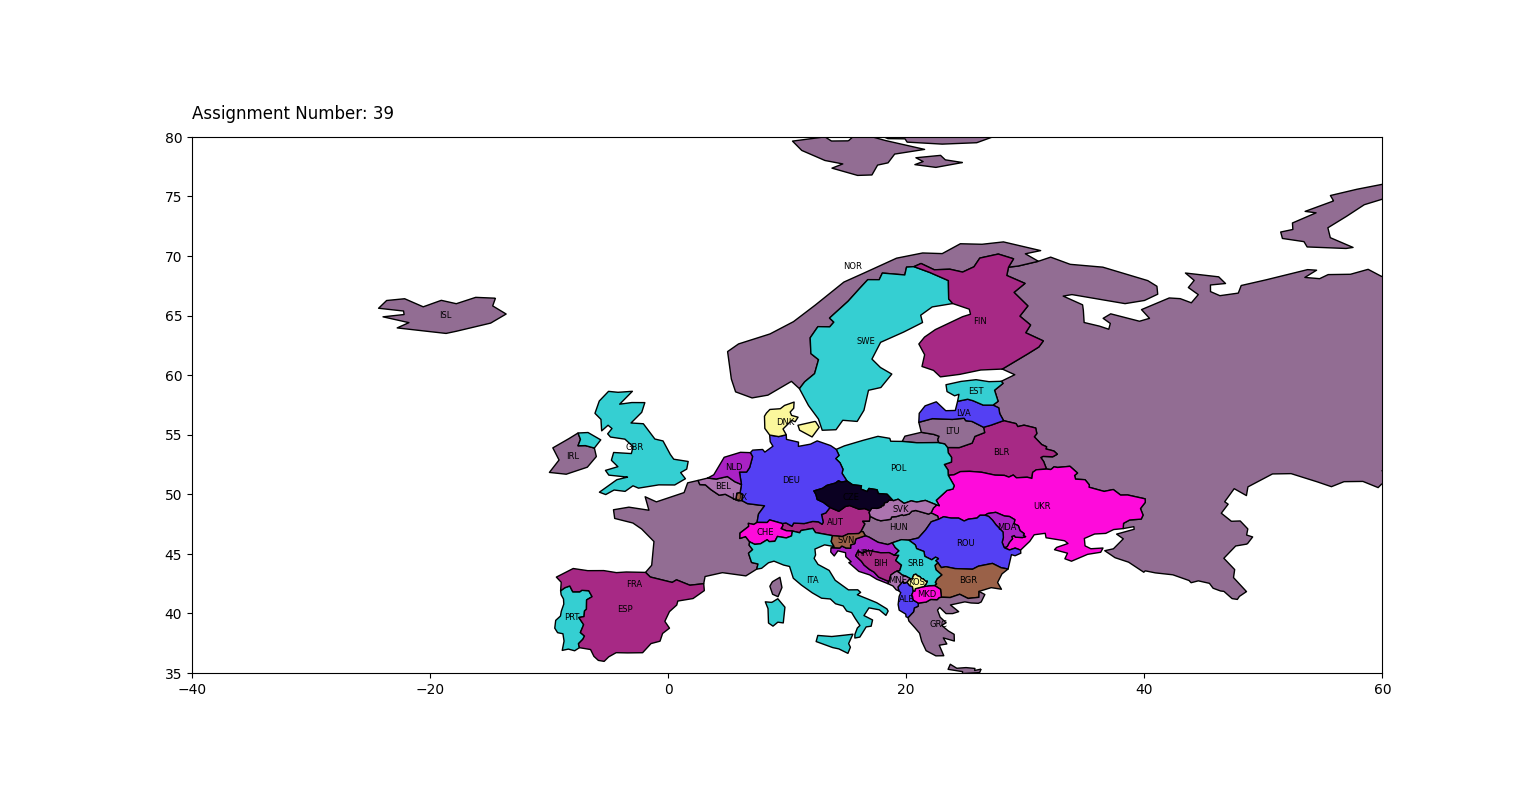 Assignment Number: 39
80
75
70
65
60
55
50
45
40
35
−40
−20
0
20
40
60
NOR
ISL
FIN
SWE
EST
LVA
DNK
LTU
GBR
IRL
BLR
NLD
POL
DEU
BEL
LUX
SVK
UKR
AUT
HUN
MDA
CHE
SVN
HRV
ROU
BIH
SRB
ITA
MNE
KOS
BGR
FRA
MKD
ALB
ESP
PRT
GRC